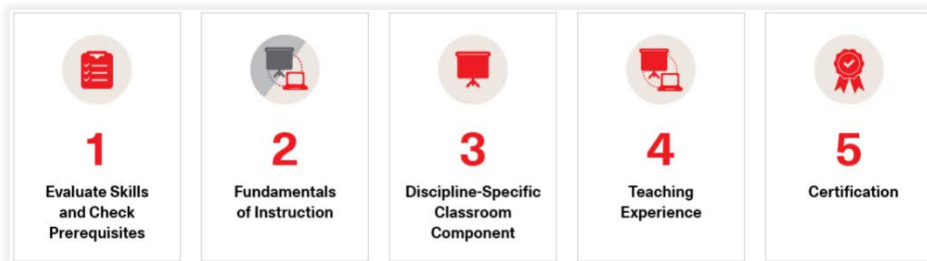 1
Evaluate Skills
and Check
Prerequisites
2
Fundamentals
of Instruction
3
Discipline-Specific
Classroom
Component
4
Teaching
Experience
5
Certification